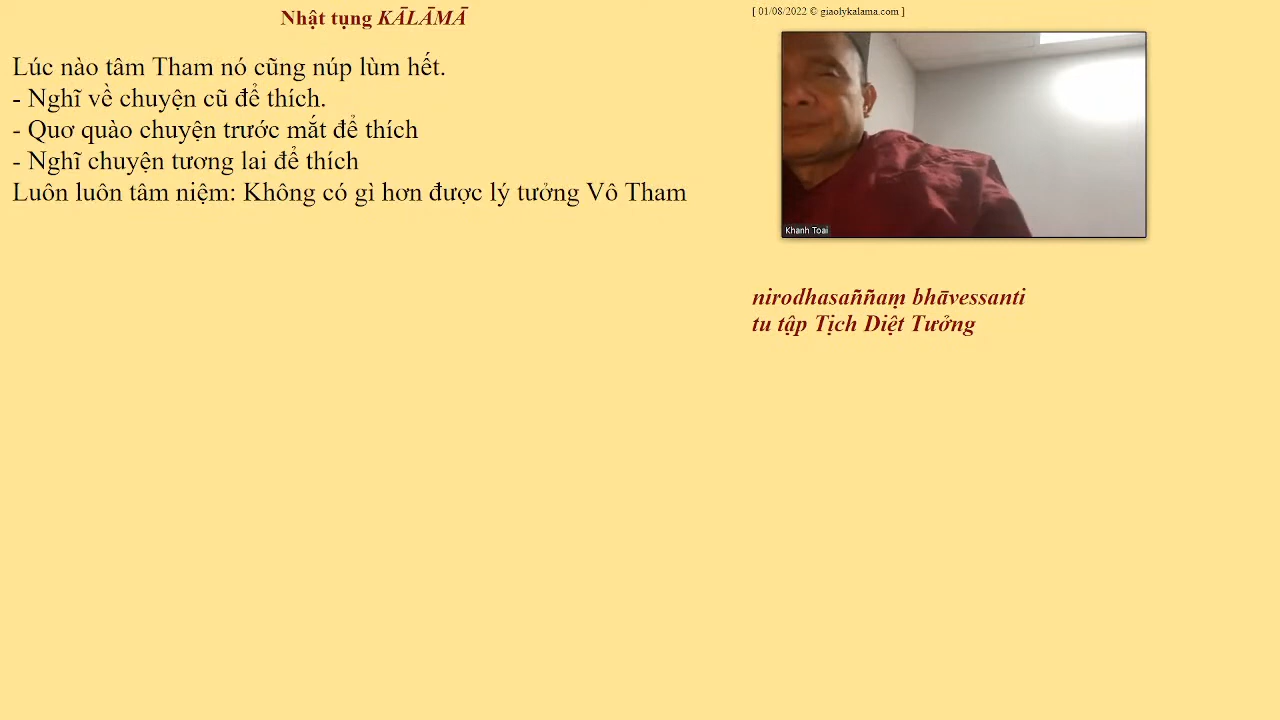 Nhật tụng KĀLĀMĀ
Lúc nào tâm Tham nó cũng núp lùm hết.
- Nghĩ về chuyện cũ để thích.
- Quơ quào chuyện trước mắt để thích
- Nghĩ chuyện tương lai để thích
Luôn luôn tâm niệm: Không có gì hơn được lý tưởng Vô Tham
[ 01/08/2022 © giaolykalama.com ]
Khanh Toai
nirodhasaññaṃ bhāvessanti
tu tập Tịch Diệt Tưởng